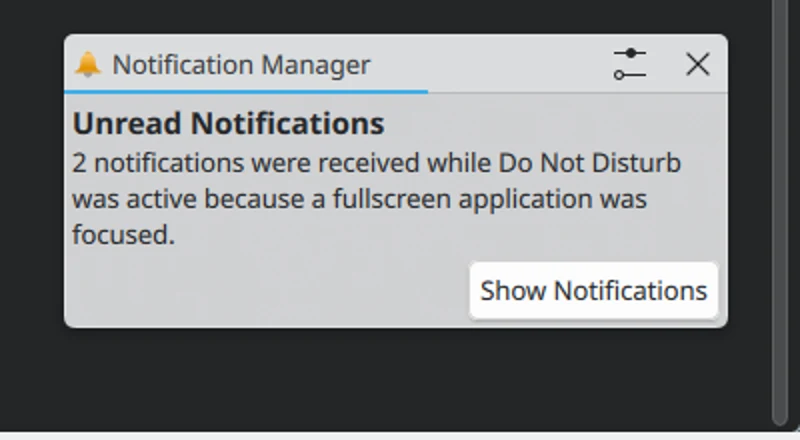 Notification Manager
Unread Notifications
2 notifications were received while Do Not Disturb
was active because a fullscreen application was
focused.
Show Notifications